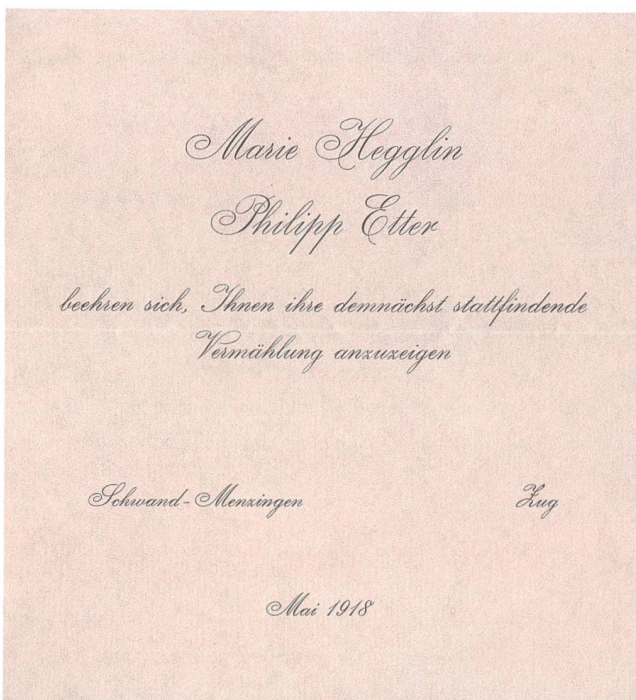 Marie Hegglin
Philipp Etter
beehren sich, Ihnen ihre demnächst stattfindende
Vermählung anzuzeigen
Schwand-Menzingen Zug
Mai 1918